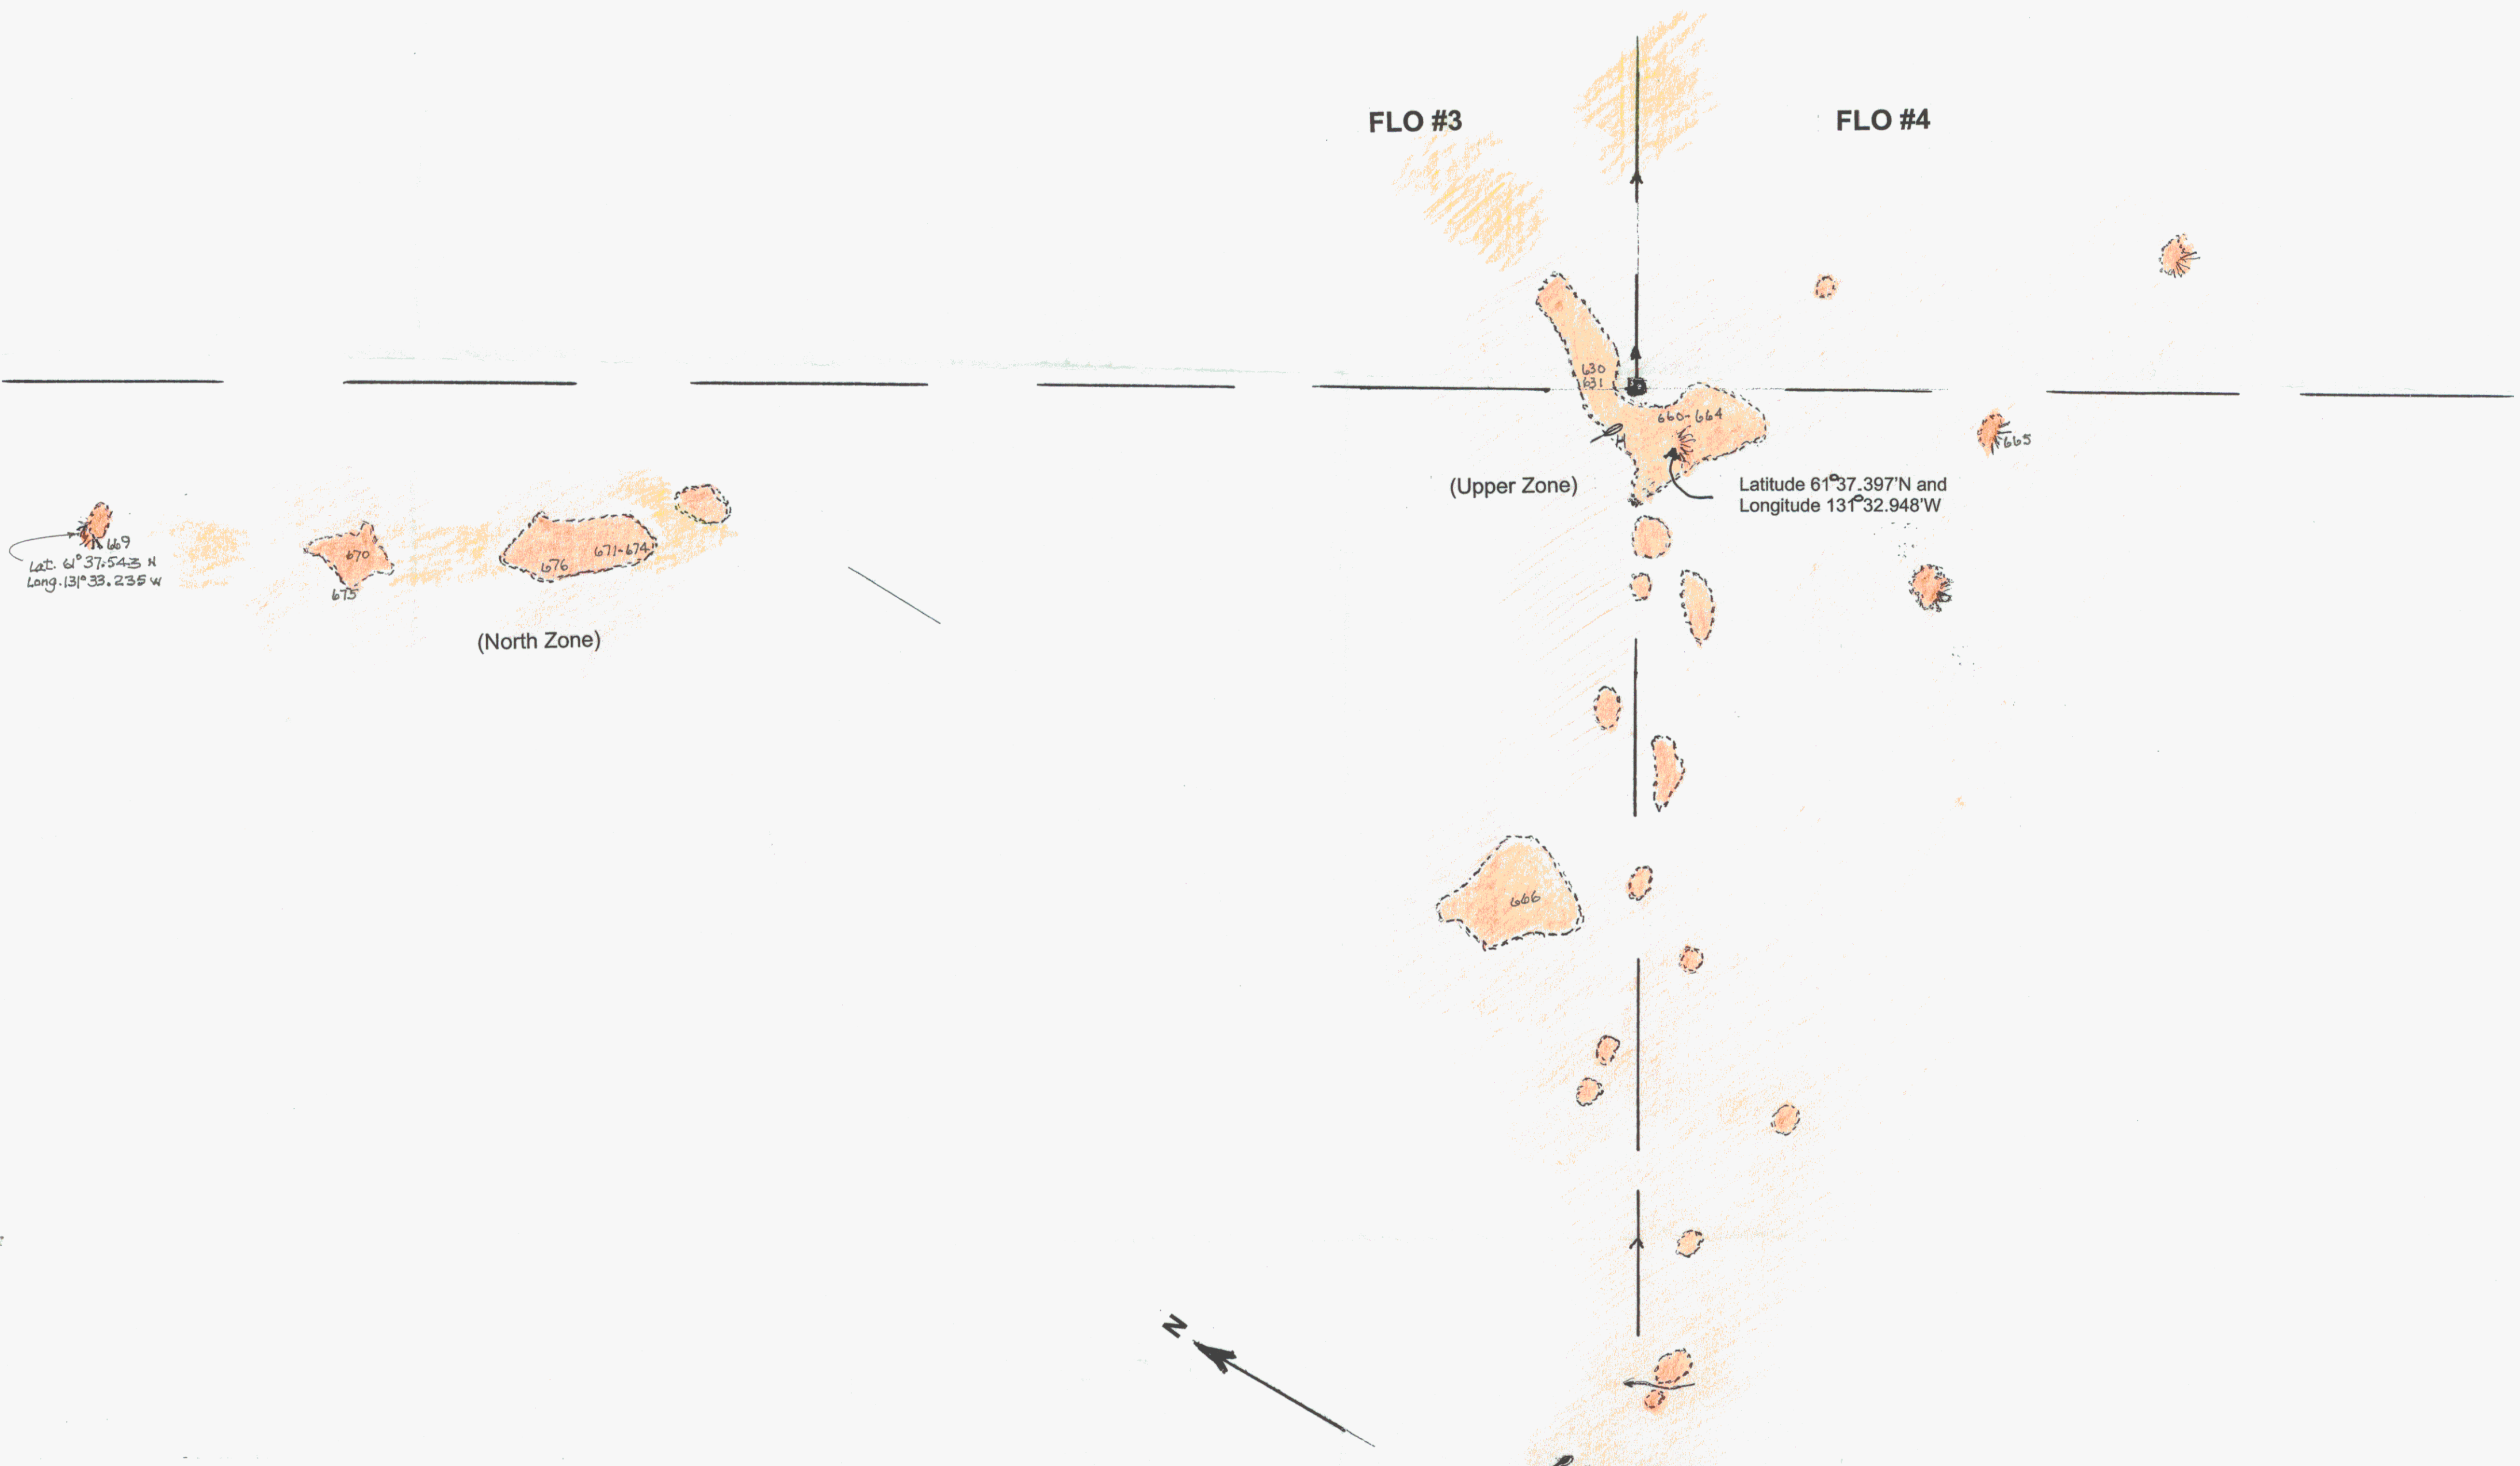 FLO #3
FLO #4
630
631
660-664
665
(Upper Zone)
Latitude 61°37.397'N and
Longitude 131°32.948'W
669
Lat. 61°37.543 N
Long. 131°33.235 W
670
675
671-674
676
(North Zone)
666
N